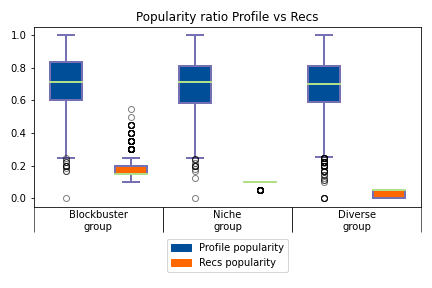 Popularity ratio Profile vs Recs
1.0
0.8
0.6
0.4
0.2
0.0
Blockbuster
group
Niche
group
Diverse
group
Profile popularity
Recs popularity